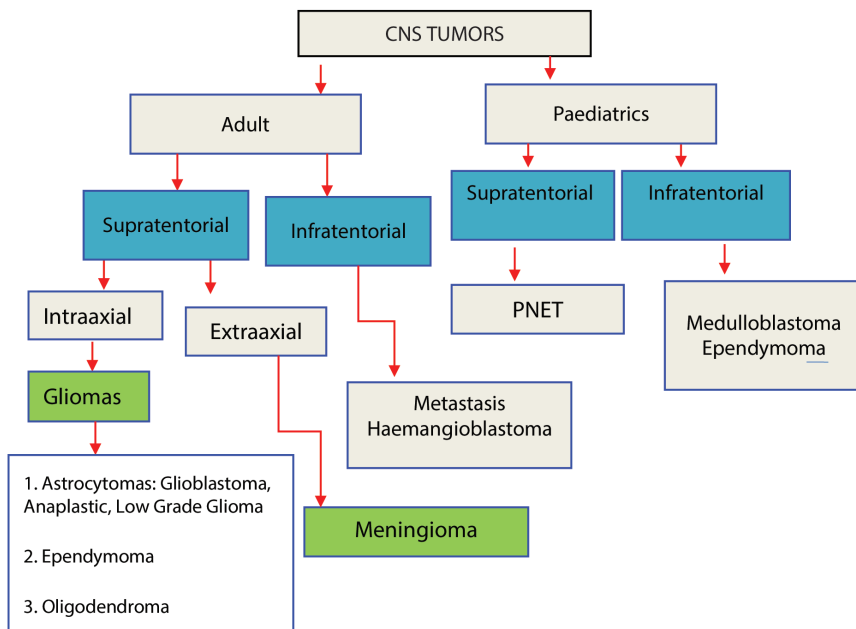 CNS TUMORS
Adult
Paediatrics
Supratentorial
Infratentorial
Supratentorial
Infratentorial
Intraaxial
Extraaxial
PNET
Medulloblastoma
Ependymoma
Gliomas
Metastasis
Haemangioblastoma
1. Astrocytomas: Glioblastoma,
Anaplastic, Low Grade Glioma
2. Ependymoma
3. Oligodendroma
Meningioma